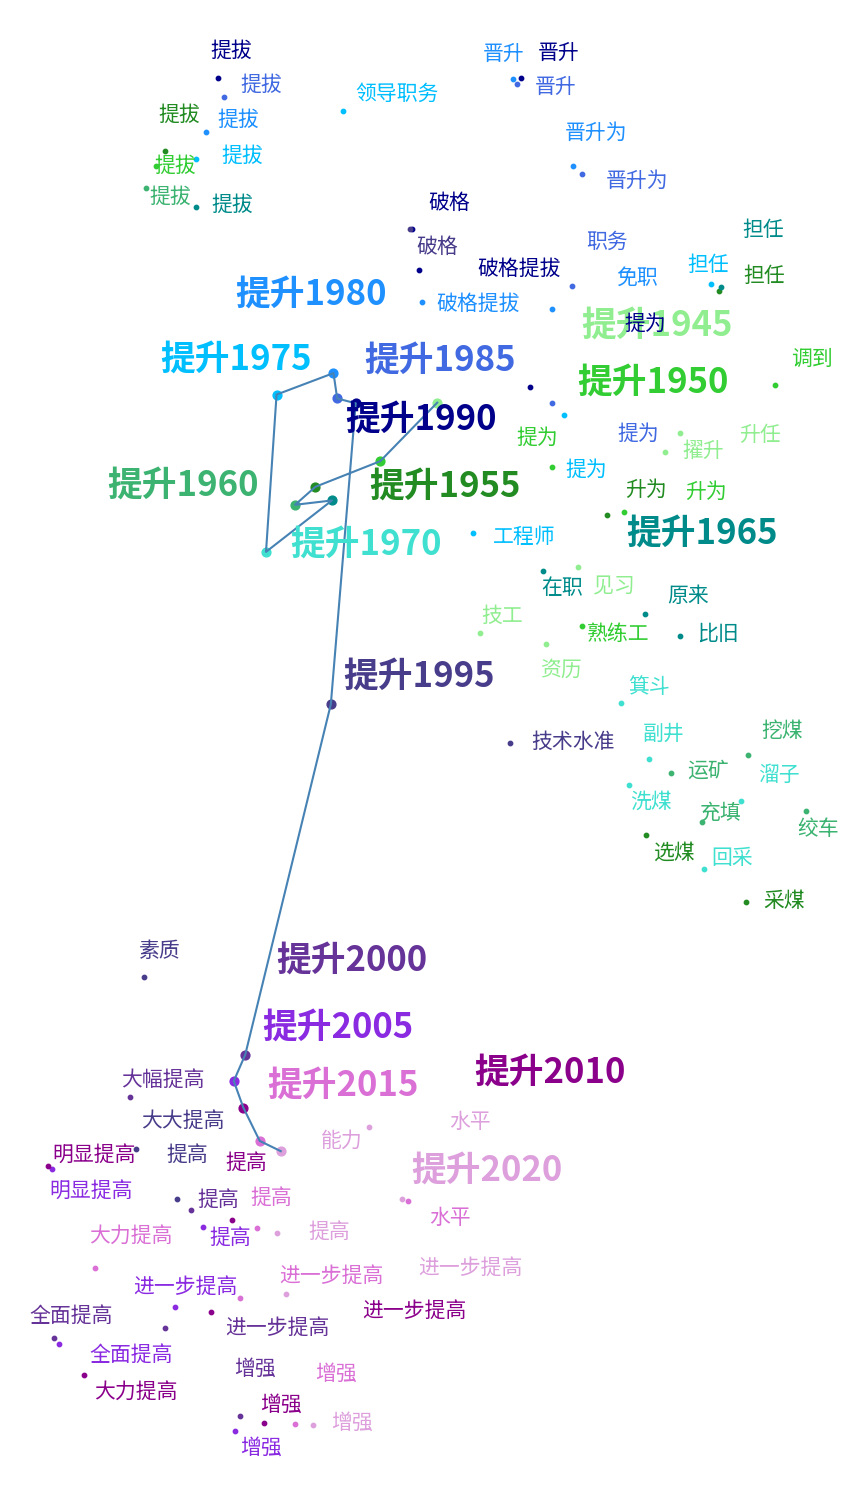 提拔
晋升
晋升
提拔
晋升
领导职务
提拔
提拔
晋升为
提拔
提拔
晋升为
提拔
提拔
破格
担任
破格
职务
破格提拔
免职
担任
担任
提升1980
破格提拔
提升1945
提为
提升1975
提升1985
调到
提升1950
提升1990
提为
提为
擢升
升任
提升1960
提升1955
提为
升为
升为
提升1970
工程师
提升1965
在职
见习
原来
技工
熟练工
比旧
资历
提升1995
箕斗
技术水准
副井
挖煤
运矿
溜子
洗煤
充填
绞车
选煤
回采
采煤
素质
提升2000
提升2005
大幅提高
提升2015
提升2010
大大提高
水平
明显提高
提高
提高
能力
提升2020
明显提高
提高
提高
水平
大力提高
提高
提高
进一步提高
进一步提高
进一步提高
全面提高
进一步提高
进一步提高
全面提高
增强
增强
大力提高
增强
增强
增强